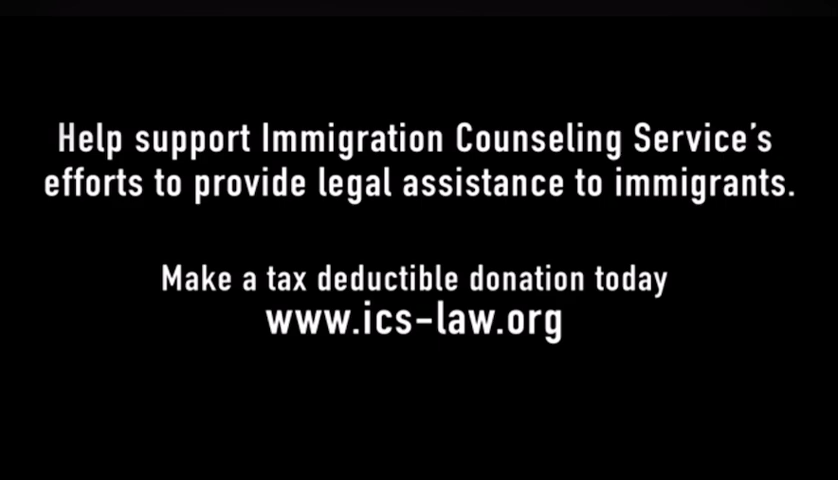 Help support Immigration Counseling Service’s
efforts to provide legal assistance to immigrants.
Make a tax deductible donation today
www.ics-law.org